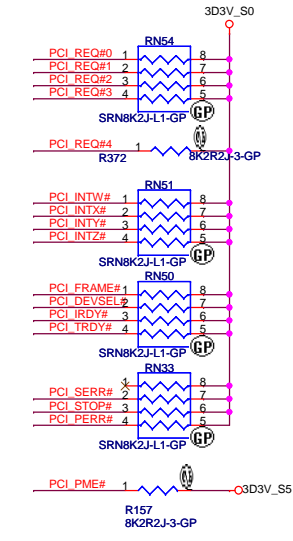 3D3V_S0
RN54
PCI_REQ#0 1 8
PCI_REQ#1 2 7
PCI_REQ#2 3 6
PCI_REQ#3 4 5
GP
SRN8K2J-L1-GP
PCI_REQ#4 1
R372 8K2R2J-3-GP
RN51
PCI_INTW# 1 8
PCI_INTX# 2 7
PCI_INTY# 3 6
PCI_INTZ# 4 5
SRN8K2J-L1-GP GP
RN50
PCI_FRAME# 1 8
PCI_DEVSEL# 2 7
PCI_IRDY# 3 6
PCI_TRDY# 4 5
SRN8K2J-L1-GP GP
RN33
1 8
PCI_SERR# 2 7
PCI_STOP# 3 6
PCI_PERR# 4 5
SRN8K2J-L1-GP GP
PCI_PME# 1 3D3V_S5
R157
8K2R2J-3-GP